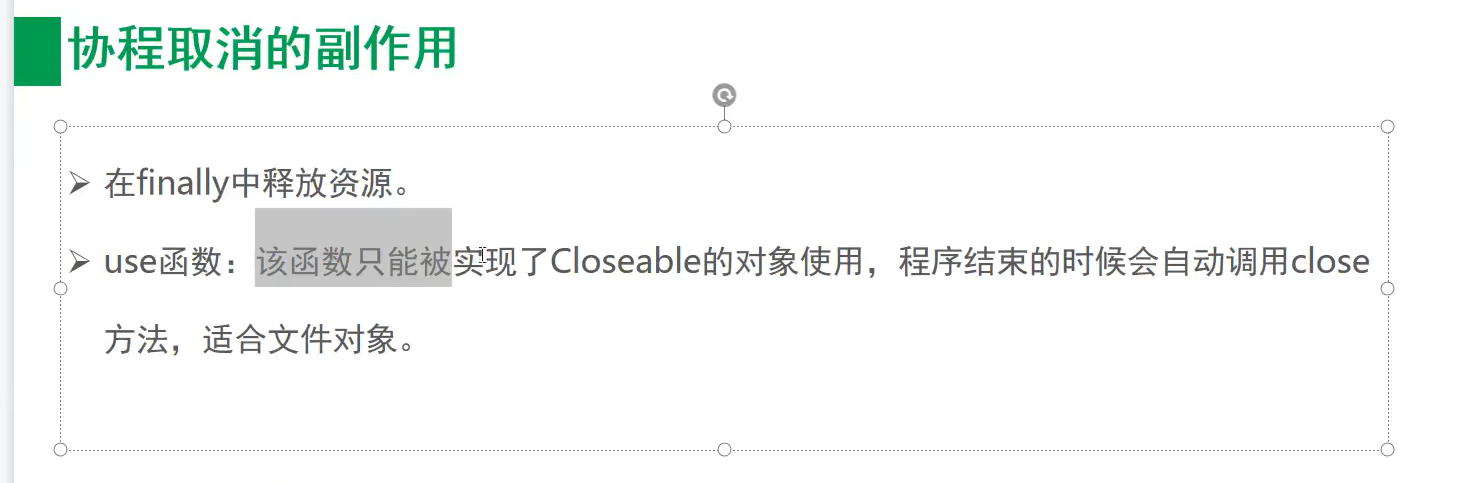 协程取消的副作用
在finally中释放资源。
use函数：该函数只能被实现了Closeable的对象使用，程序结束的时候会自动调用close
方法，适合文件对象。